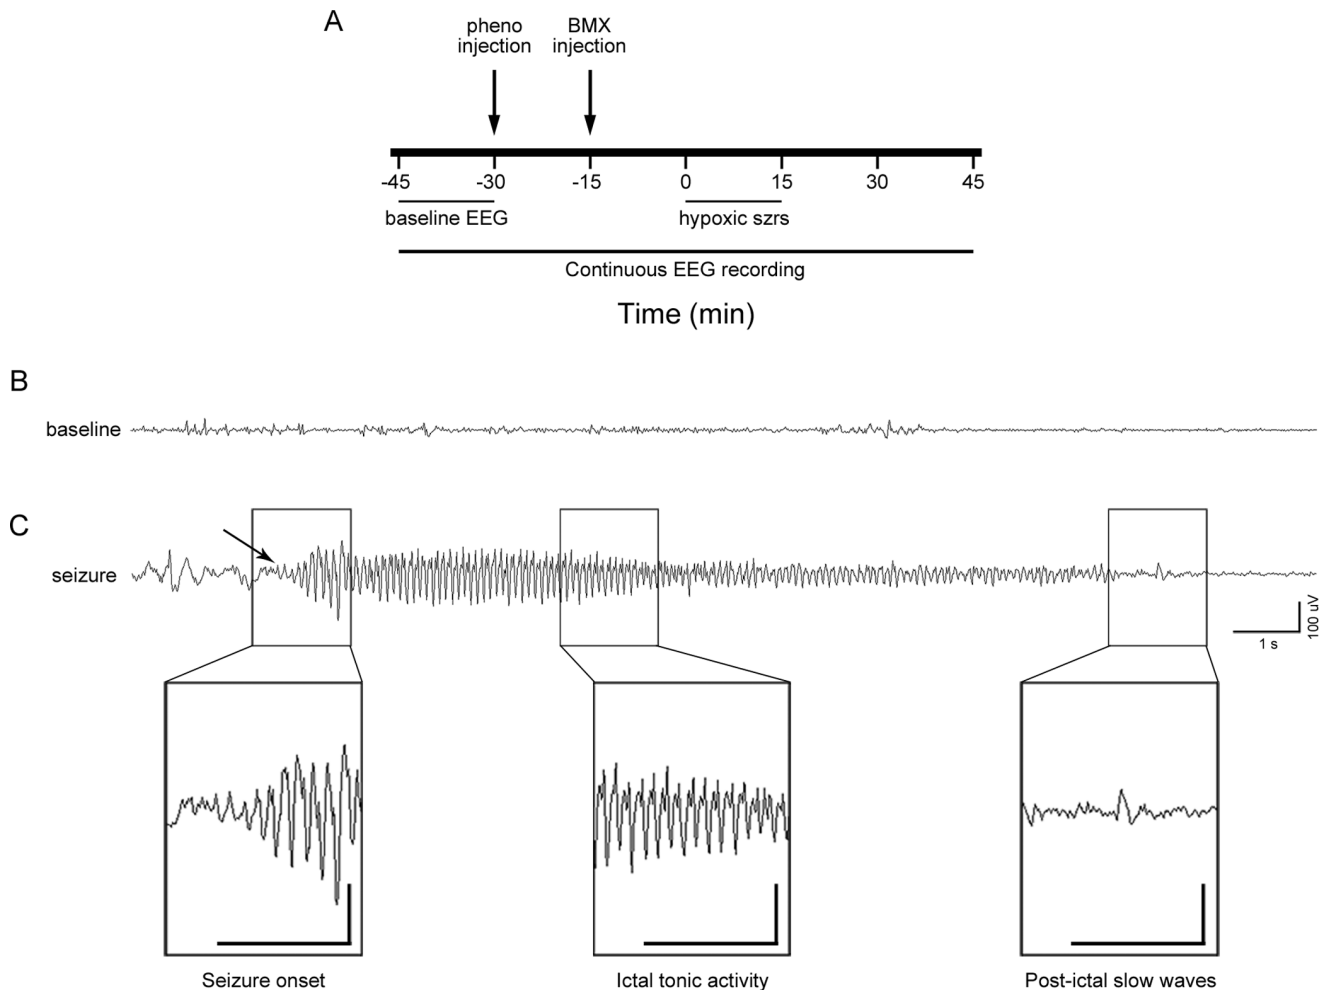 A
pheno
injection
BMX
injection
-45 -30 -15 0 15 30 45
baseline EEG
hypoxic szrs
Continuous EEG recording
Time (min)
B
baseline
C
seizure
100 uV
1 s
Seizure onset
Ictal tonic activity
Post-ictal slow waves